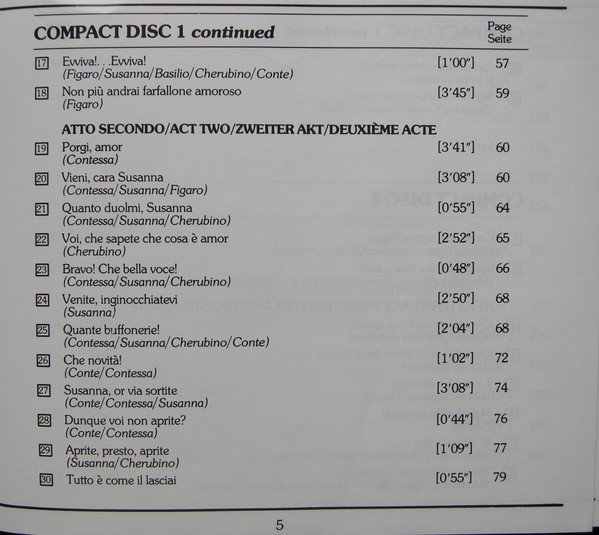 COMPACT DISC 1 continued
Page
Seite
17 Evviva!. . .Evviva! [1'00"] 57
(Figaro/Susanna/Basilio/Cherubino/Conte)
18 Non più andrai farfallone amoroso [3'45"] 59
(Figaro)
ATTO SECONDO/ACT TWO/ZWEITER AKT/DEUXIÈME ACTE
19 Porgi, amor [3'41"] 60
(Contessa)
20 Vieni, cara Susanna [3'08"] 60
(Contessa/Susanna/Figaro)
21 Quanto duolmi, Susanna [0'55"] 64
(Contessa/Susanna/Cherubino)
22 Voi, che sapete che cosa è amor [2'52"] 65
(Cherubino)
23 Bravo! Che bella voce! [0'48"] 66
(Contessa/Susanna/Cherubino)
24 Venite, inginocchiatevi [2'50"] 68
(Susanna)
25 Quante buffonerie! [2'04"] 68
(Contessa/Susanna/Cherubino/Conte)
26 Che novità! [1'02"] 72
(Conte/Contessa)
27 Susanna, or via sortite [3'08"] 74
(Conte/Contessa/Susanna)
28 Dunque voi non aprite? [0'44"] 76
(Conte/Contessa)
29 Aprite, presto, aprite [1'09"] 77
(Susanna/Cherubino)
30 Tutto è come il lasciai [0'55"] 79
5